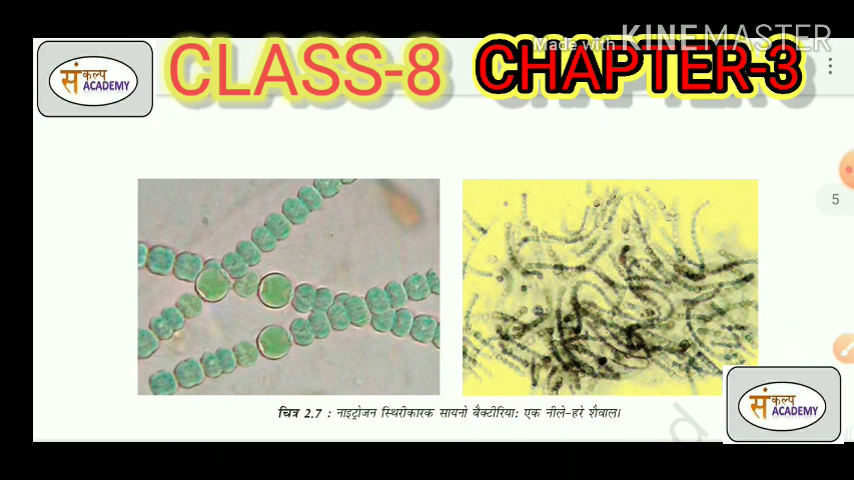 Made with KINEMASTER
संकल्प ACADEMY
CLASS-8 CHAPTER-3
5
चित्र 2.7 : नाइट्रोजन स्थिरीकारक सायनो बैक्टीरिया: एक नीले-हरे शैवाल।
संकल्प ACADEMY
d